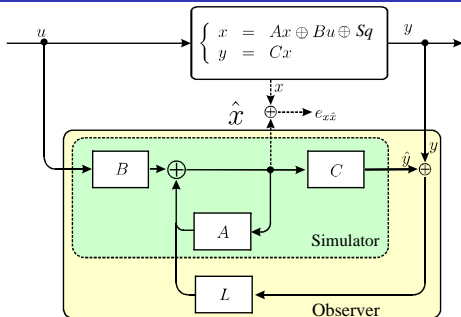 u
x = Ax ⊕ Bu ⊕ Sq
y = Cx
y
x
x̂
⊕
e_{xx̂}
B
⊕
C
ŷ
y
⊕
A
Simulator
L
Observer